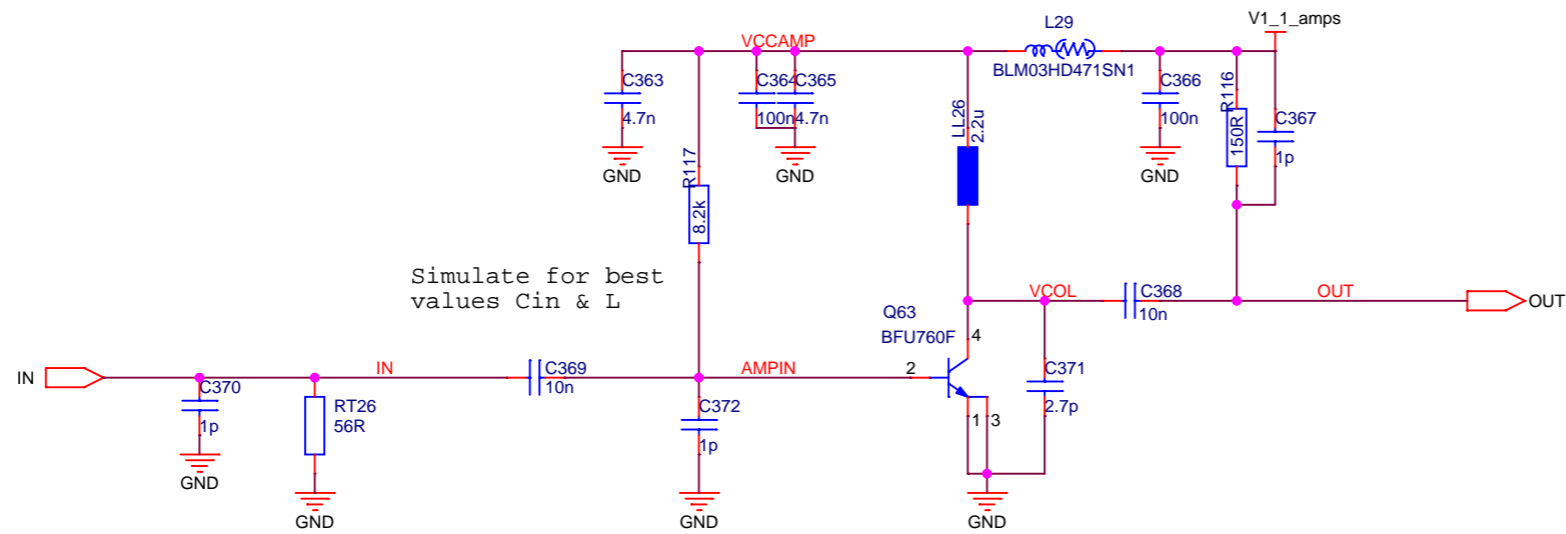 V1_1_amps
L29
VCCAMP
BLM03HD471SN1
C363
4.7n
GND
C364
100n
C365
4.7n
GND
LL26
2.2u
C366
100n
GND
R116
150R
C367
1p
R117
8.2k
Simulate for best
values Cin & L
VCOL
C368
10n
OUT
OUT
Q63
BFU760F
4
2
1
3
C371
2.7p
GND
IN
IN
C369
10n
AMPIN
C370
1p
GND
RT26
56R
GND
C372
1p
GND